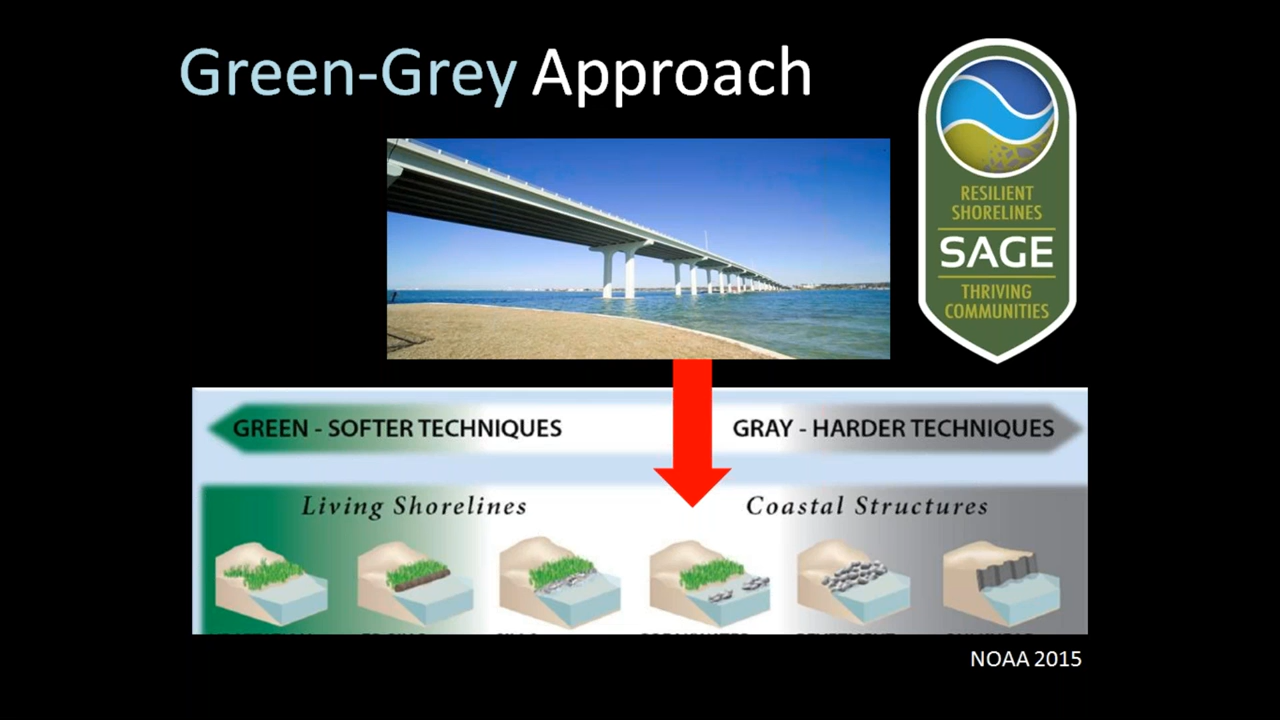 Green-Grey Approach
RESILIENT
SHORELINES
SAGE
THRIVING
COMMUNITIES
GREEN - SOFTER TECHNIQUES
GRAY - HARDER TECHNIQUES
Living Shorelines
Coastal Structures
NOAA 2015